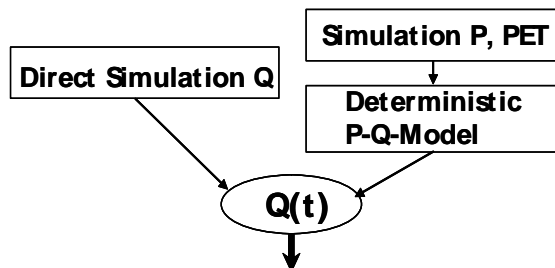 Simulation P, PET
Direct Simulation Q
Deterministic
P-Q-Model
Q(t)